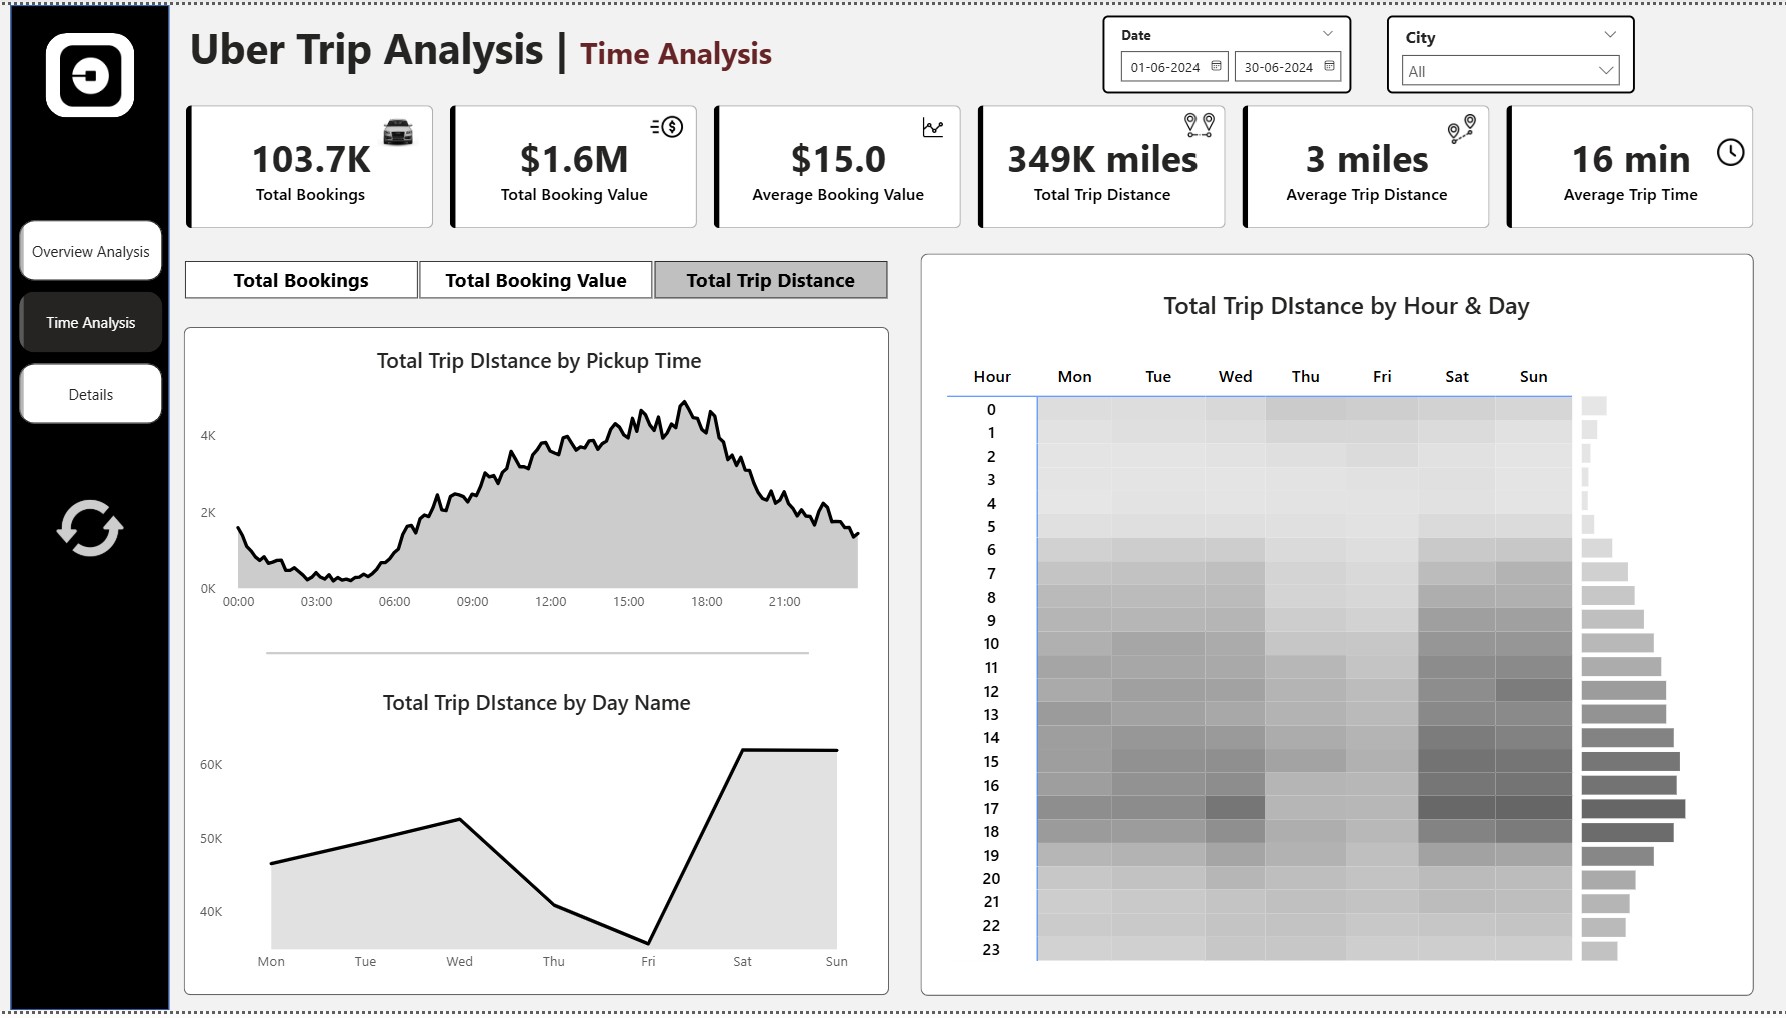 Uber Trip Analysis | Time Analysis
Date
01-06-2024 30-06-2024
City
All
103.7K
Total Bookings
$1.6M
Total Booking Value
$15.0
Average Booking Value
349K miles
Total Trip Distance
3 miles
Average Trip Distance
16 min
Average Trip Time
Overview Analysis
Time Analysis
Details
Total Bookings Total Booking Value Total Trip Distance
Total Trip DIstance by Pickup Time
4K
2K
0K
00:00 03:00 06:00 09:00 12:00 15:00 18:00 21:00
Total Trip DIstance by Day Name
60K
50K
40K
Mon Tue Wed Thu Fri Sat Sun
Total Trip DIstance by Hour & Day
Hour Mon Tue Wed Thu Fri Sat Sun
0
1
2
3
4
5
6
7
8
9
10
11
12
13
14
15
16
17
18
19
20
21
22
23